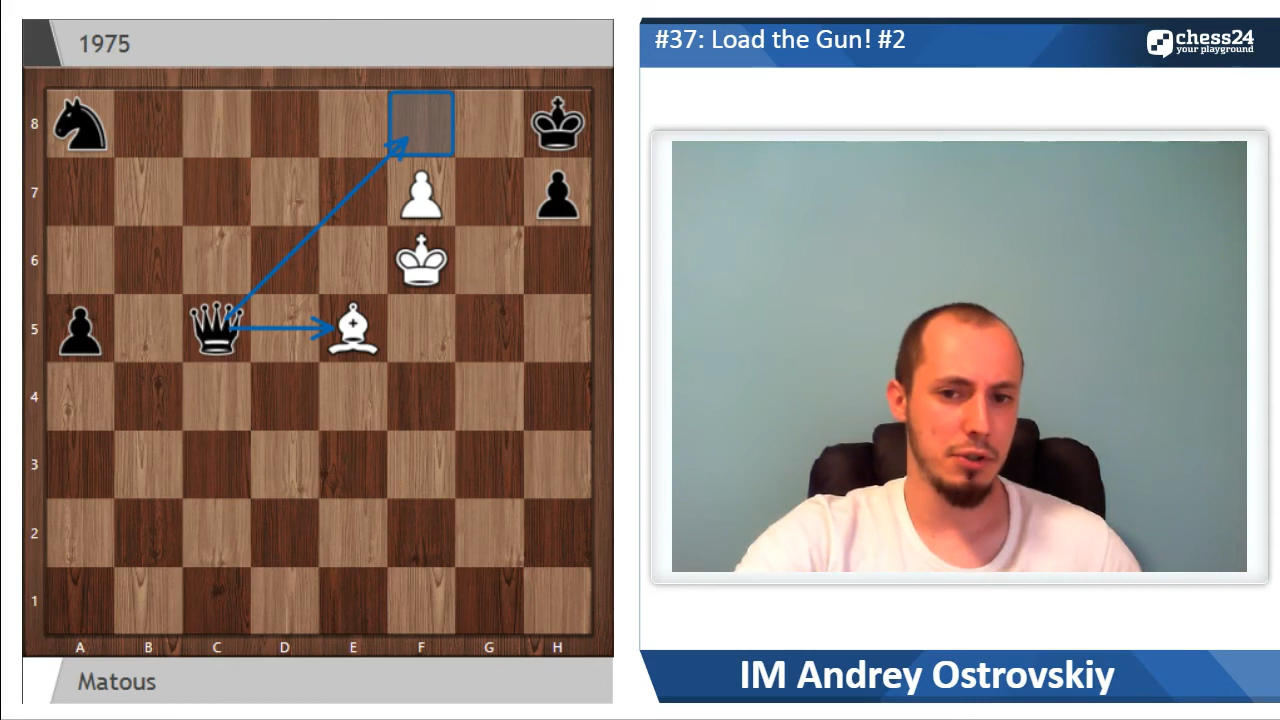 1975
#37: Load the Gun! #2
chess24
your playground
8
7
6
5
4
3
2
1
A B C D E F G H
Matous
IM Andrey Ostrovskiy